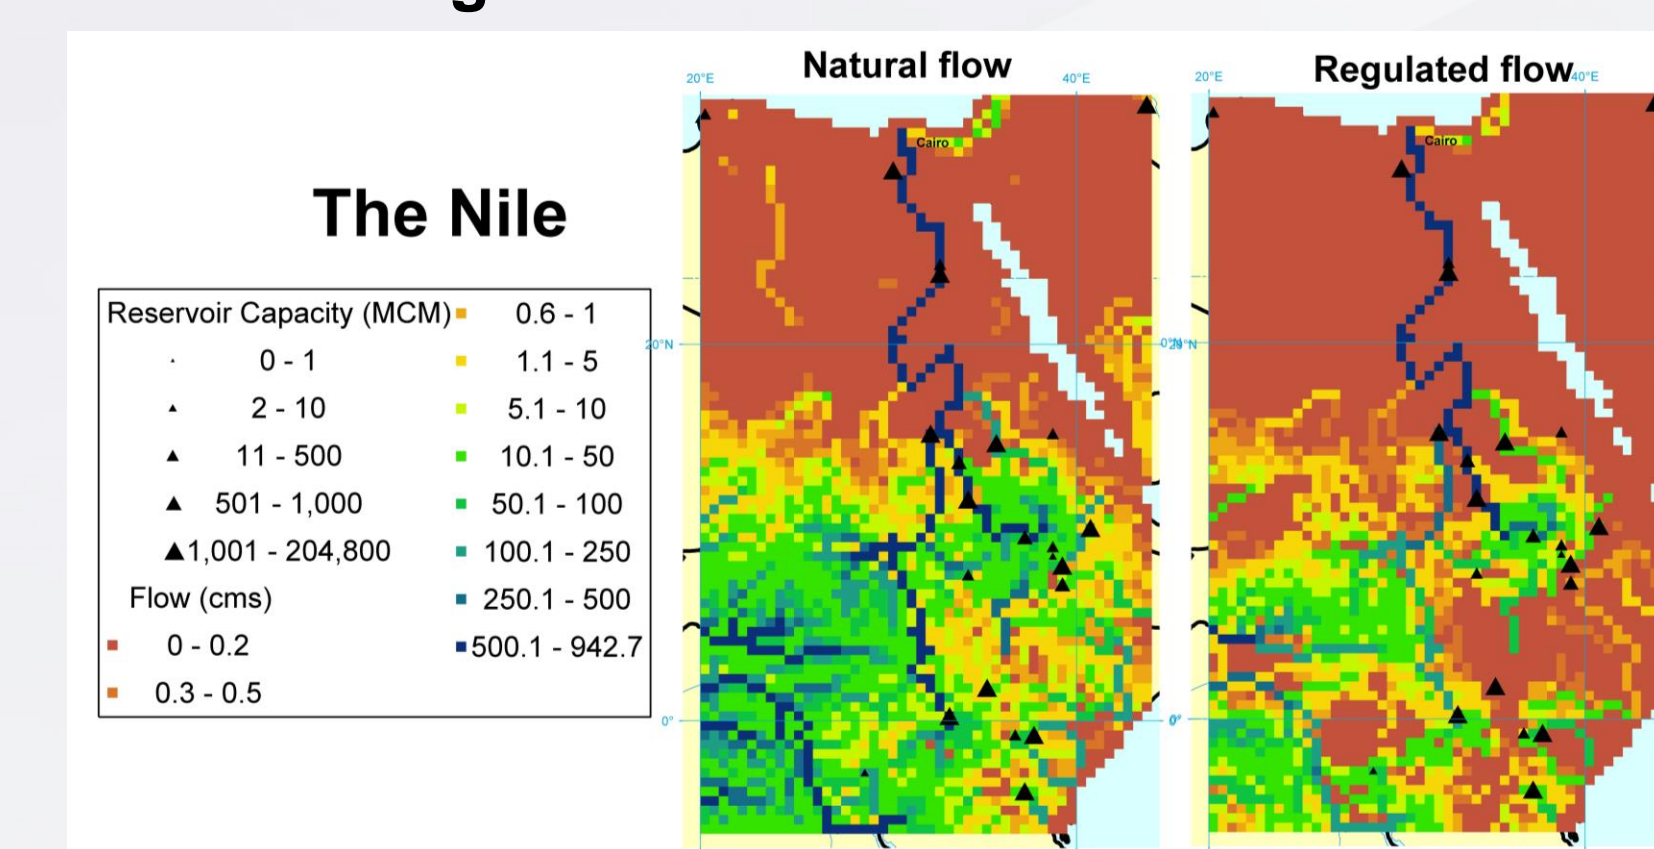 The Nile
Reservoir Capacity (MCM)
0 - 1
2 - 10
11 - 500
501 - 1,000
1,001 - 204,800
Flow (cms)
0 - 0.2
0.3 - 0.5
0.6 - 1
1.1 - 5
5.1 - 10
10.1 - 50
50.1 - 100
100.1 - 250
250.1 - 500
500.1 - 942.7
Natural flow
20°E
40°E
Cairo
20°N
0°
Regulated flow
20°E
40°E
Cairo
0°